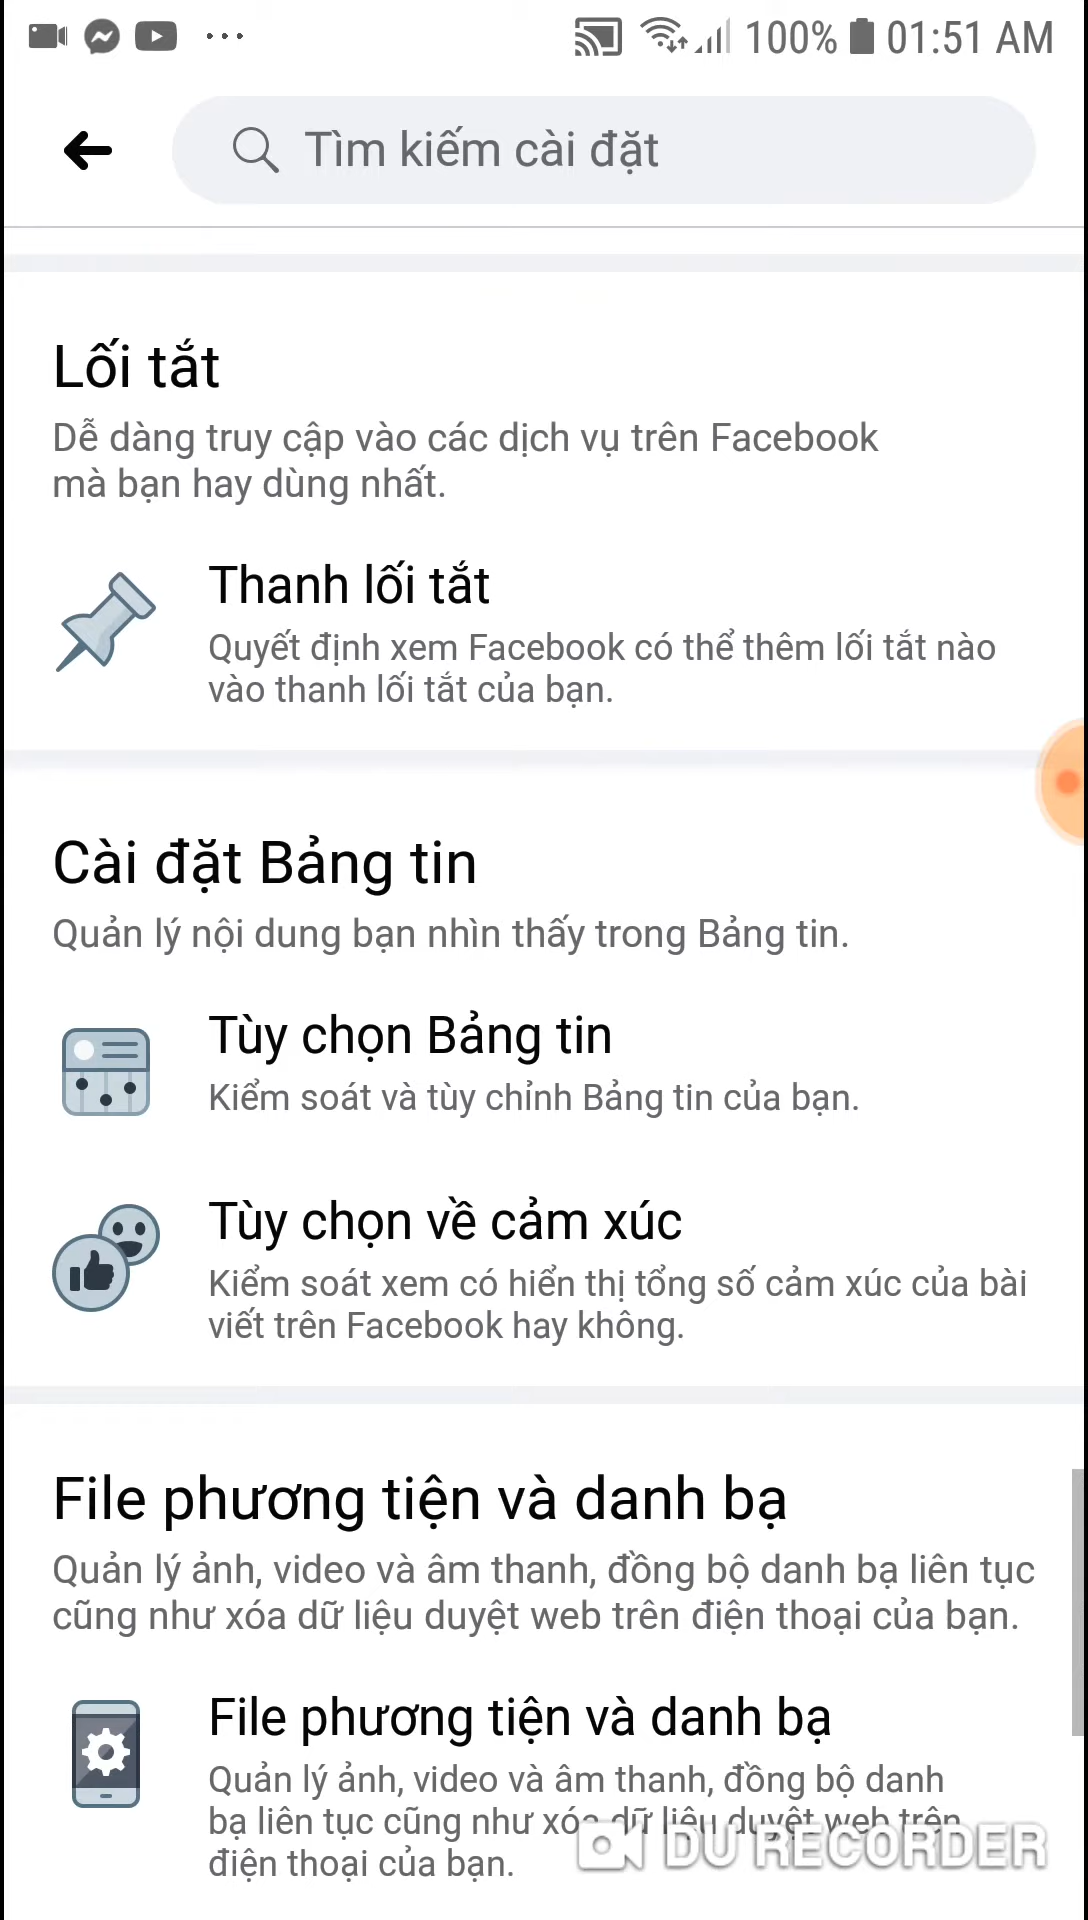 100% 01:51 AM
Tìm kiếm cài đặt
Lối tắt
Dễ dàng truy cập vào các dịch vụ trên Facebook
mà bạn hay dùng nhất.
Thanh lối tắt
Quyết định xem Facebook có thể thêm lối tắt nào
vào thanh lối tắt của bạn.
Cài đặt Bảng tin
Quản lý nội dung bạn nhìn thấy trong Bảng tin.
Tùy chọn Bảng tin
Kiểm soát và tùy chỉnh Bảng tin của bạn.
Tùy chọn về cảm xúc
Kiểm soát xem có hiển thị tổng số cảm xúc của bài
viết trên Facebook hay không.
File phương tiện và danh bạ
Quản lý ảnh, video và âm thanh, đồng bộ danh bạ liên tục
cũng như xóa dữ liệu duyệt web trên điện thoại của bạn.
File phương tiện và danh bạ
Quản lý ảnh, video và âm thanh, đồng bộ danh
bạ liên tục cũng như xóa dữ liệu duyệt web trên
điện thoại của bạn.
DU RECORDER